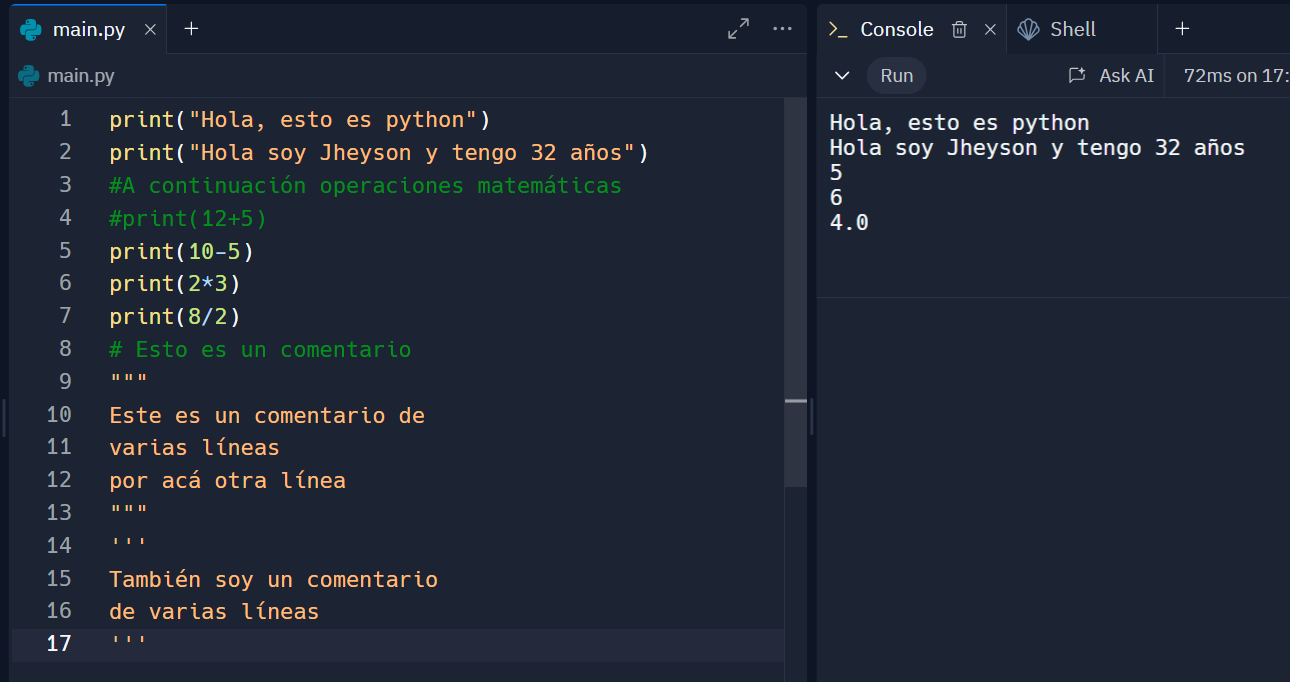 main.py
Console
Shell
main.py
Run
Ask AI
72ms on 17:
1 print("Hola, esto es python")
2 print("Hola soy Jheyson y tengo 32 años")
3 #A continuación operaciones matemáticas
4 #print(12+5)
5 print(10-5)
6 print(2*3)
7 print(8/2)
8 # Esto es un comentario
9 """
10 Este es un comentario de
11 varias líneas
12 por acá otra línea
13 """
14 '''
15 También soy un comentario
16 de varias líneas
17 '''
Hola, esto es python
Hola soy Jheyson y tengo 32 años
5
6
4.0